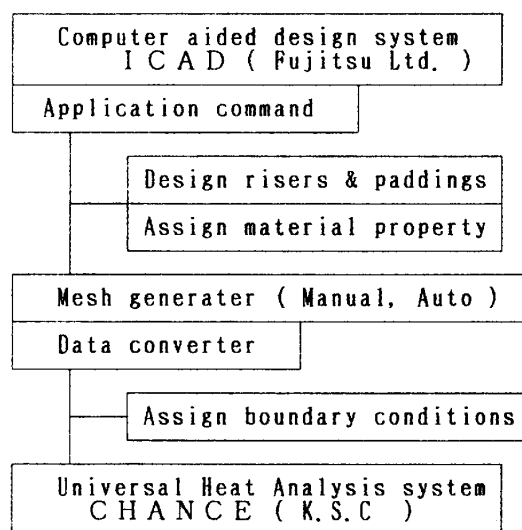 Computer aided design system
ICAD ( Fujitsu Ltd. )
Application command
Design risers & paddings
Assign material property
Mesh generater ( Manual, Auto )
Data converter
Assign boundary conditions
Universal Heat Analysis system
CHANCE ( K.S.C )